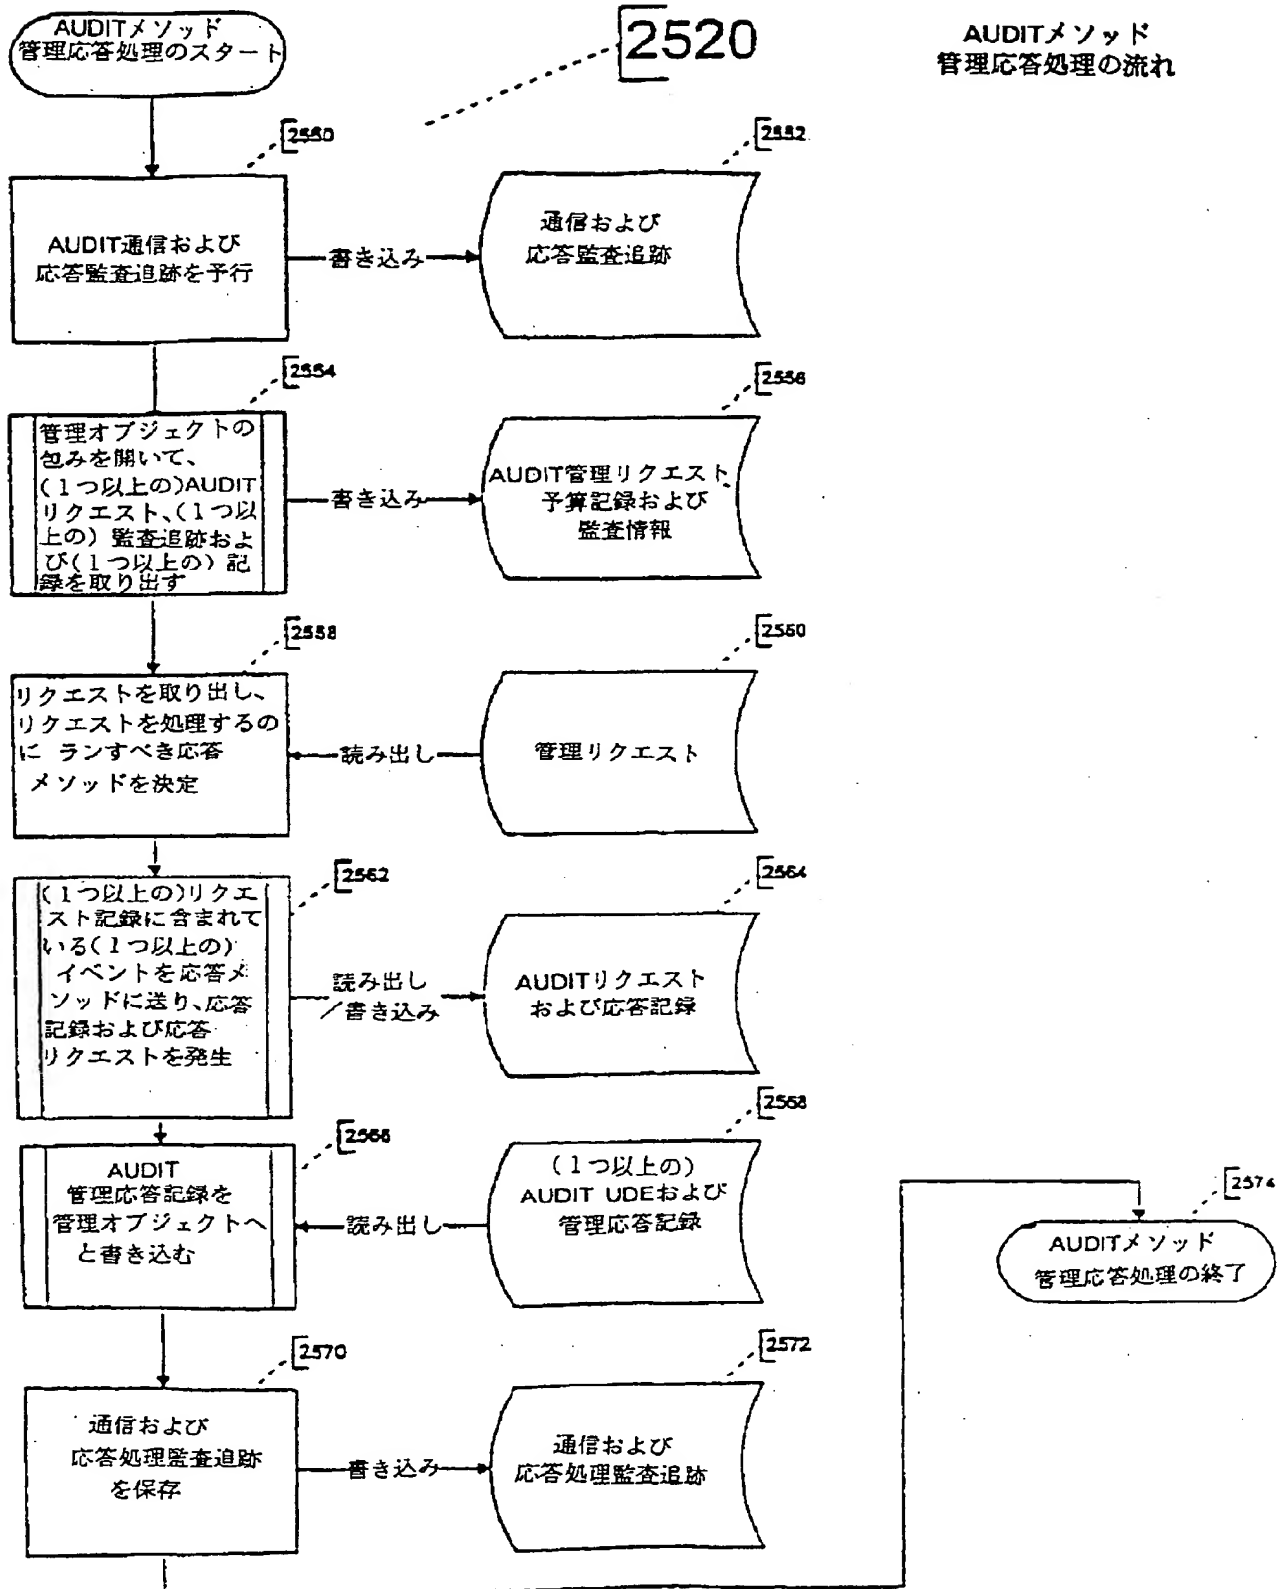 AUDITメソッド
管理応答処理のスタート
2520
AUDITメソッド
管理応答処理の流れ
2550
AUDIT通信および
応答監査追跡を予行
書き込み
2552
通信および
応答監査追跡
2554
管理オブジェクトの
包みを開いて、
(1つ以上の)AUDIT
リクエスト、(1つ以
上の) 監査追跡およ
び(1つ以上の) 記
録を取り出す
書き込み
2556
AUDIT管理リクエスト
予算記録および
監査情報
2558
リクエストを取り出し、
リクエストを処理するの
に ランすべき応答
メソッドを決定
読み出し
2560
管理リクエスト
2562
(1つ以上の)リクエ
スト記録に含まれて
いる(1つ以上の)
イベントを応答メ
ソッドに送り、応答
記録および応答
リクエストを発生
読み出し
/書き込み
2564
AUDITリクエスト
および応答記録
2566
AUDIT
管理応答記録を
管理オブジェクトへ
と書き込む
読み出し
2568
(1つ以上の)
AUDIT UDEおよび
管理応答記録
2570
通信および
応答処理監査追跡
を保存
書き込み
2572
通信および
応答処理監査追跡
2574
AUDITメソッド
管理応答処理の終了